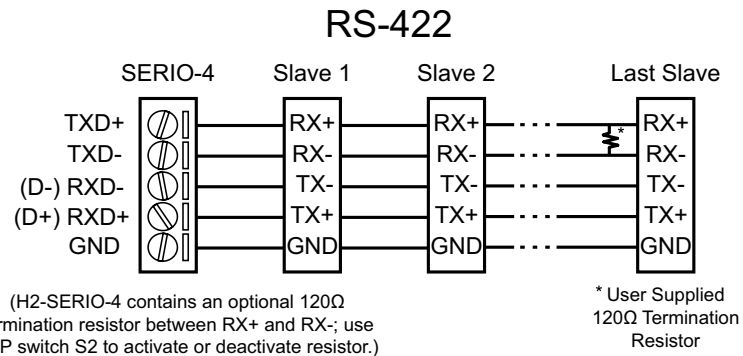 RS-422
SERIO-4 Slave 1 Slave 2 Last Slave
TXD+ RX+ RX+ * RX+
TXD- RX- RX- RX-
(D-) RXD- TX- TX- TX-
(D+) RXD+ TX+ TX+ TX+
GND GND GND GND
(H2-SERIO-4 contains an optional 120Ω
termination resistor between RX+ and RX-; use
switch S2 to activate or deactivate resistor.)
* User Supplied
120Ω Termination
Resistor